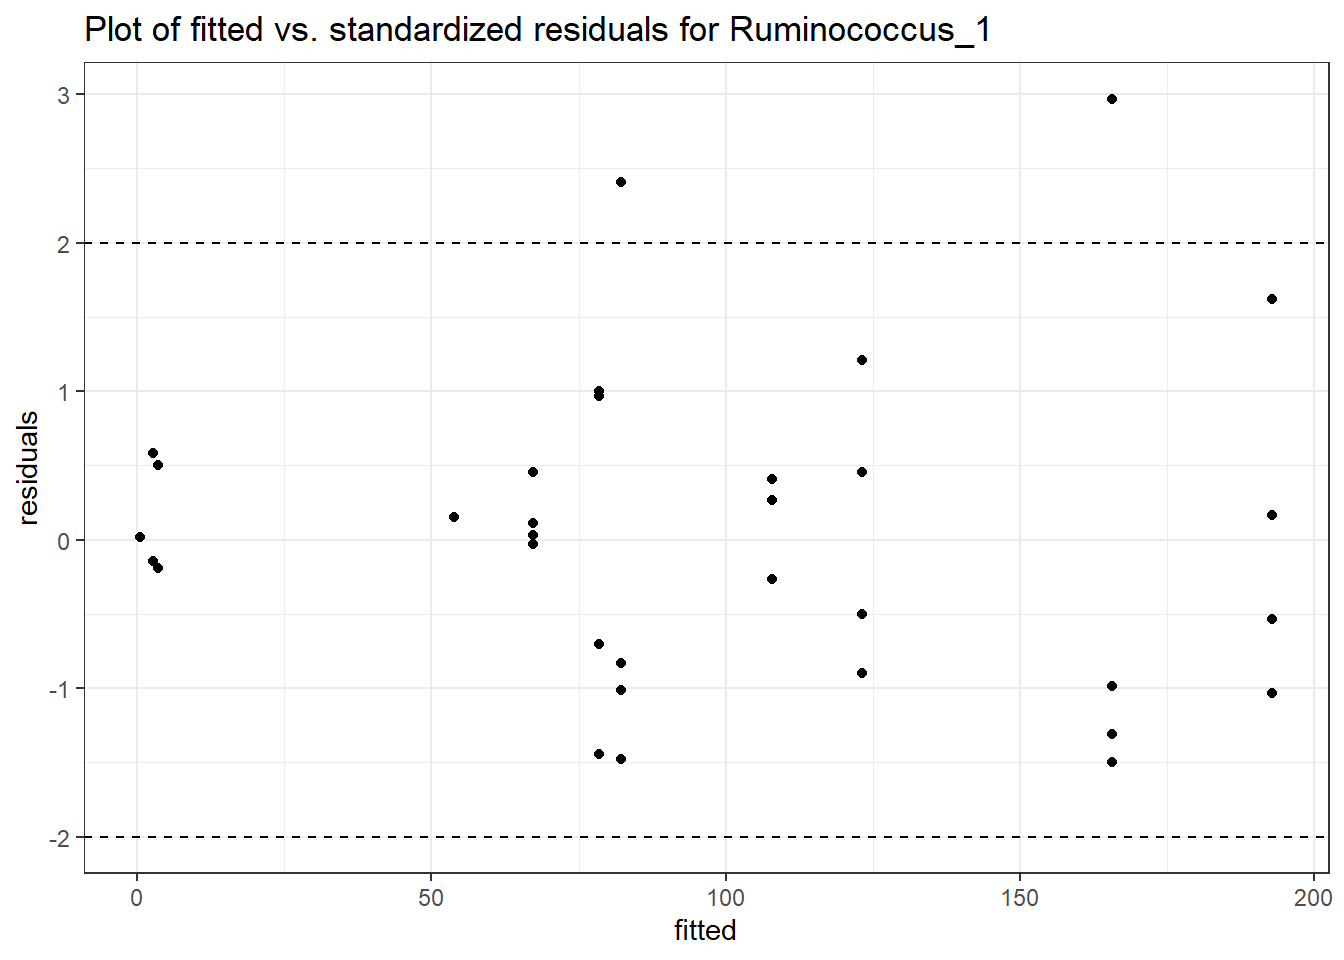 Plot of fitted vs. standardized residuals for Ruminococcus_1
3
2
1
0
-1
-2
residuals
0 50 100 150 200
fitted